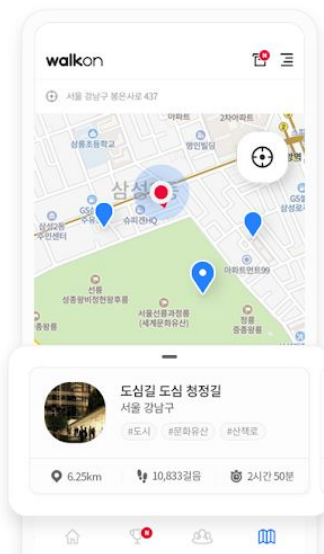 walkon
N
서울 강남구 봉은사로 437
아파트
2차아파트
삼릉초등학교
명인빌딩
삼성동
GS
슈피겐HQ
삼성2동
주민센터
아파트먼트99
선릉
성종왕비정현왕후릉
서울선릉과정릉
(세계문화유산)
정릉
중종왕릉
도심길 도심 청정길
서울 강남구
#도시 #문화유산 #산책로
6.25km 10,833걸음 2시간 50분
N